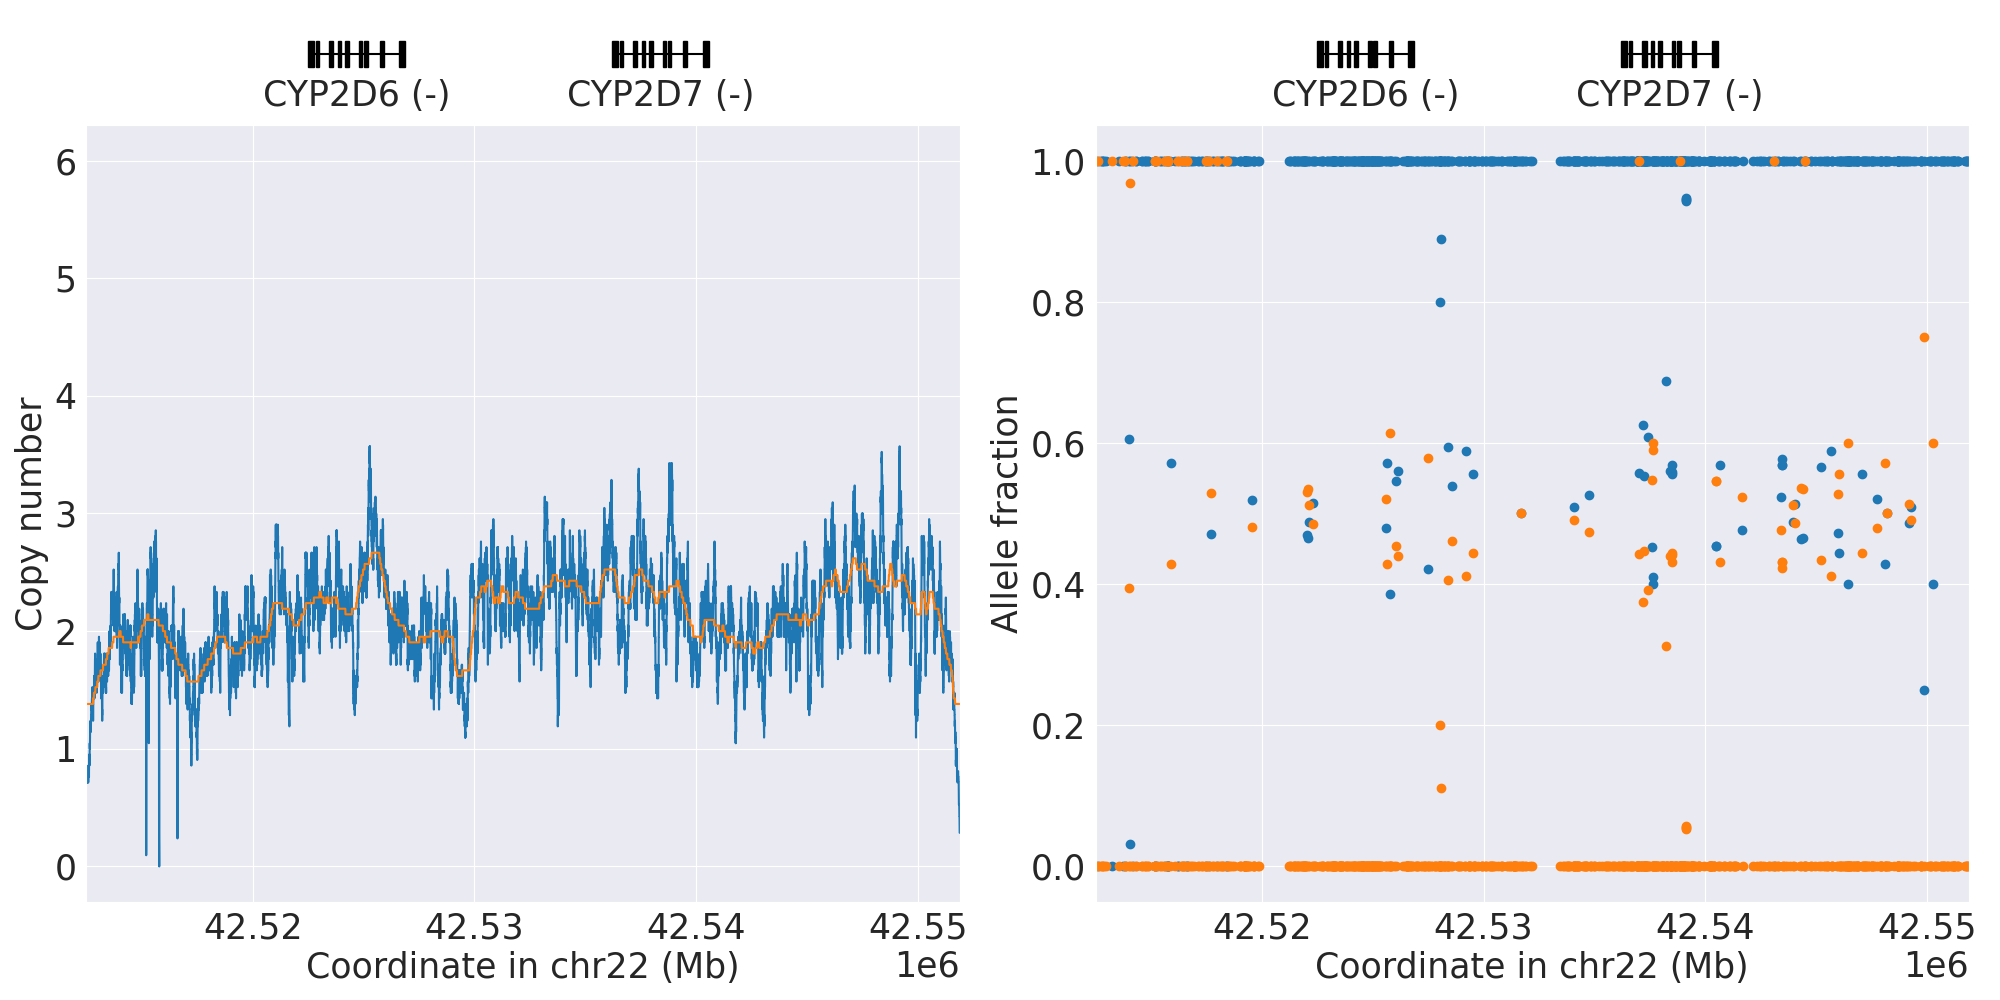 CYP2D6 (-) CYP2D7 (-)
6
5
4
3
2
1
0
Copy number
42.52 42.53 42.54 42.55
Coordinate in chr22 (Mb) 1e6
CYP2D6 (-) CYP2D7 (-)
1.0
0.8
0.6
0.4
0.2
0.0
Allele fraction
42.52 42.53 42.54 42.55
Coordinate in chr22 (Mb) 1e6